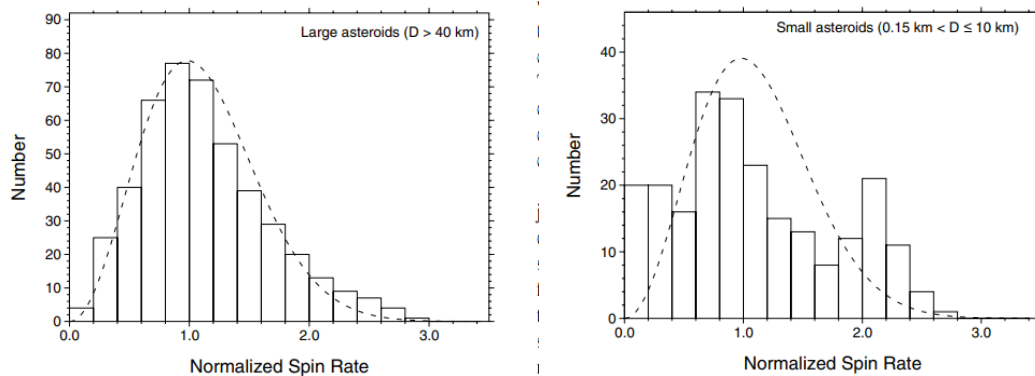 Large asteroids (D > 40 km)
90
80
70
60
50
40
30
20
10
0
Number
0.0 1.0 2.0 3.0
Normalized Spin Rate
Small asteroids (0.15 km < D ≤ 10 km)
40
30
20
10
0
Number
0.0 1.0 2.0 3.0
Normalized Spin Rate